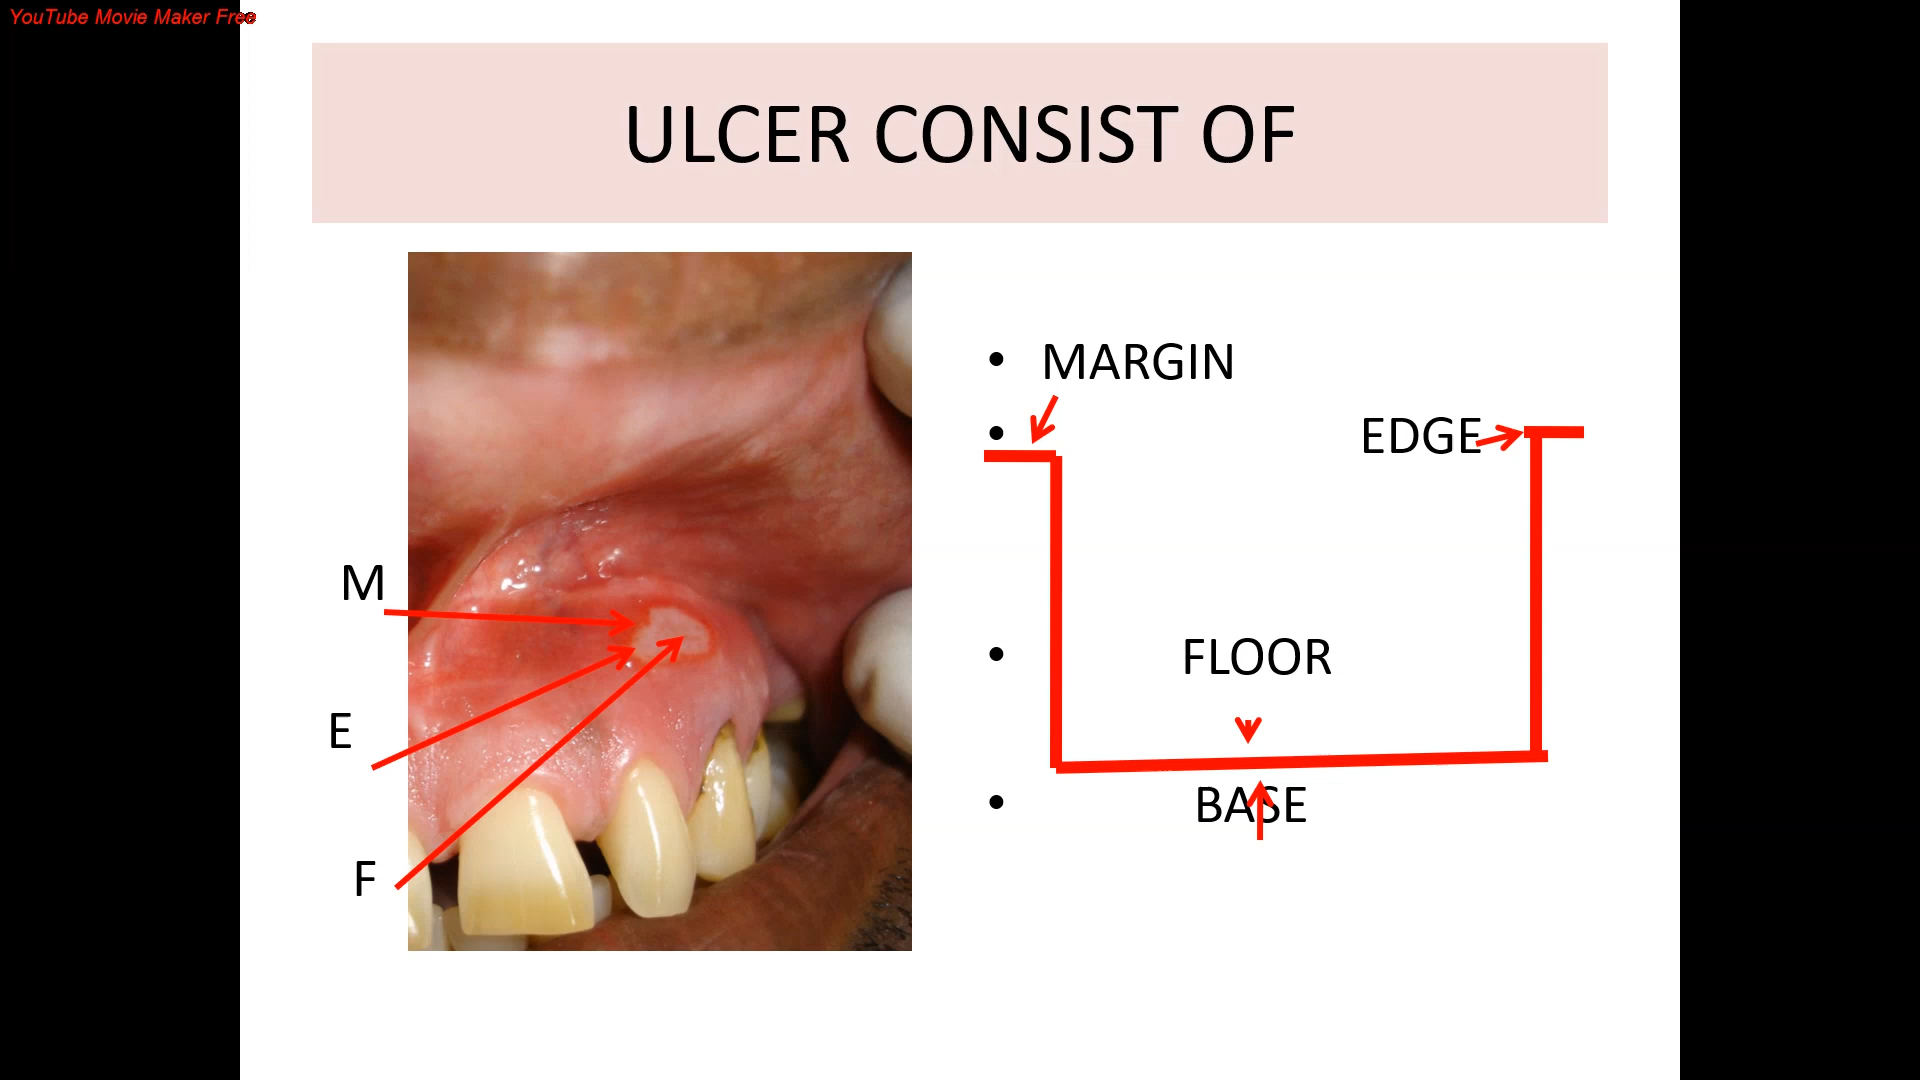 YouTube Movie Maker Free
ULCER CONSIST OF
M
E
F
• MARGIN
• EDGE
• FLOOR
• BASE